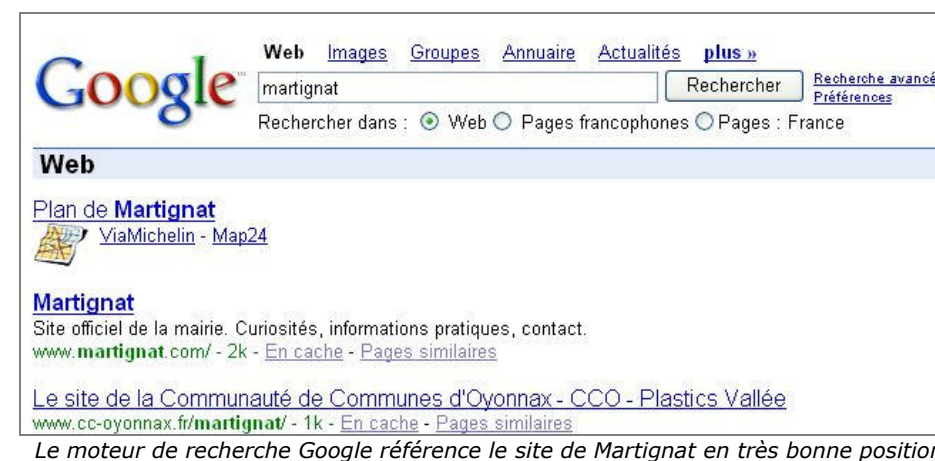 Web Images Groupes Annuaire Actualités plus »
Google™
martignat Rechercher Recherche avancé
Préférences
Rechercher dans : Web Pages francophones Pages : France
Web
Plan de Martignat
ViaMichelin - Map24
Martignat
Site officiel de la mairie. Curiosités, informations pratiques, contact.
www.martignat.com/ - 2k - En cache - Pages similaires
Le site de la Communauté de Communes d'Oyonnax - CCO - Plastics Vallée
www.cc-oyonnax.fr/martignat/ - 1k - En cache - Pages similaires
Le moteur de recherche Google référence le site de Martignat en très bonne position